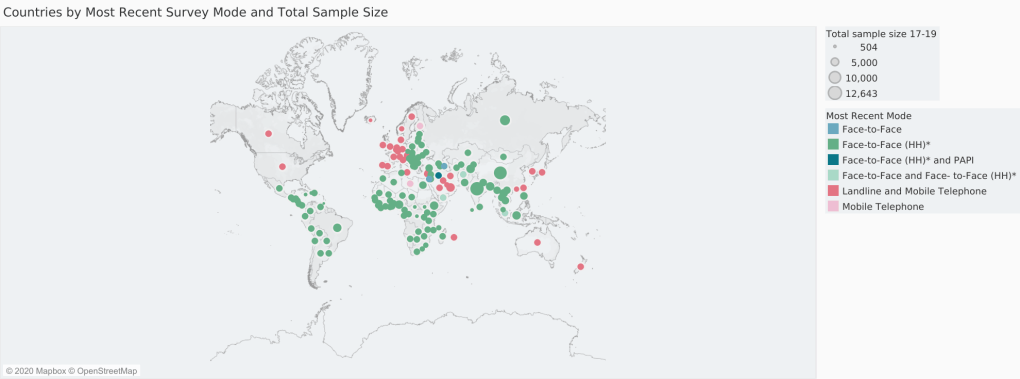 Countries by Most Recent Survey Mode and Total Sample Size
Total sample size 17-19
504
5,000
10,000
12,643
Most Recent Mode
Face-to-Face
Face-to-Face (HH)*
Face-to-Face (HH)* and PAPI
Face-to-Face and Face- to-Face (HH)*
Landline and Mobile Telephone
Mobile Telephone
© 2020 Mapbox © OpenStreetMap